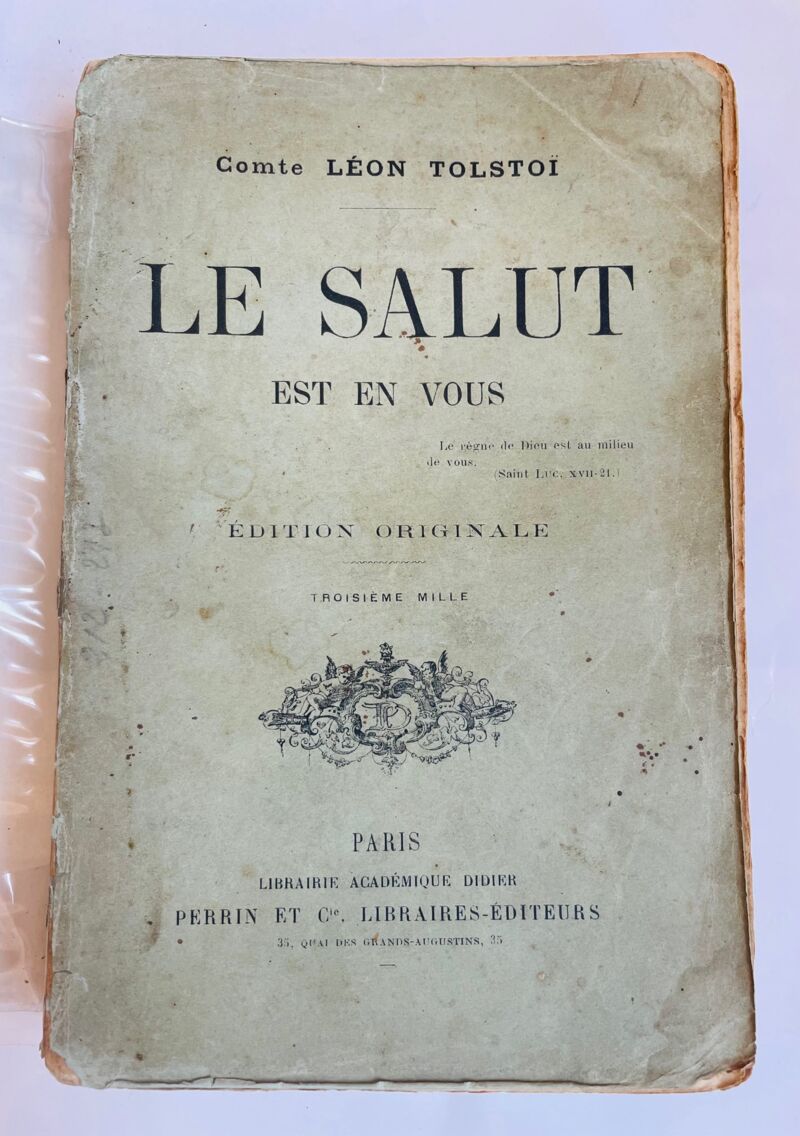 Comte LÉON TOLSTOÏ
LE SALUT
EST EN VOUS
Le règne de Dieu est au milieu
de vous.
(Saint Luc, XVII-21.)
ÉDITION ORIGINALE
TROISIÈME MILLE
PARIS
LIBRAIRIE ACADÉMIQUE DIDIER
PERRIN ET Cie, LIBRAIRES-ÉDITEURS
35, QUAI DES GRANDS-AUGUSTINS, 35